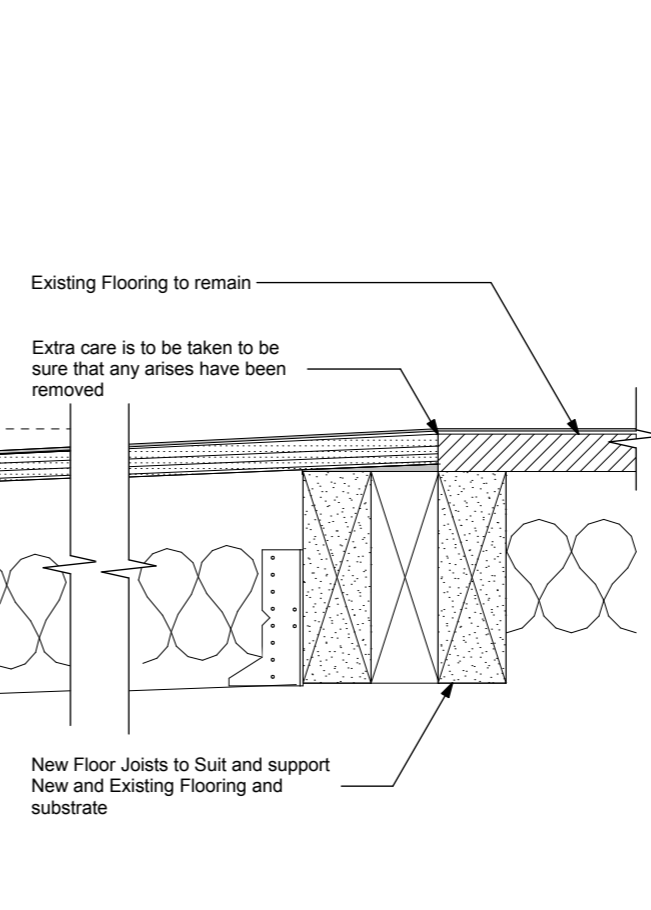 Existing Flooring to remain
Extra care is to be taken to be
sure that any arises have been
removed
New Floor Joists to Suit and support
New and Existing Flooring and
substrate